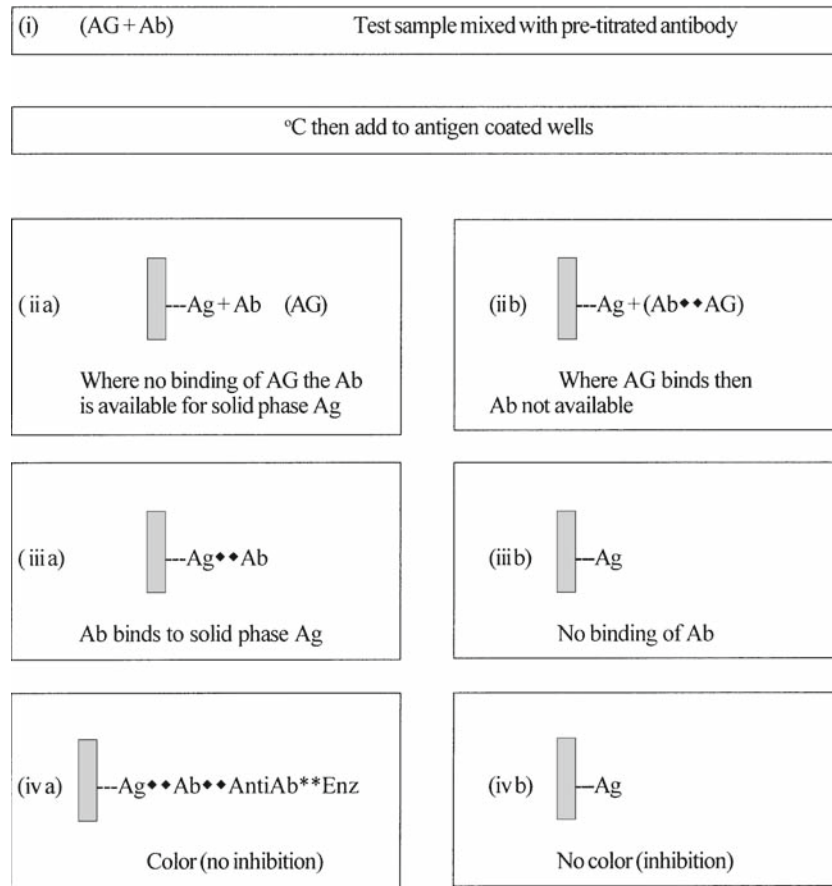 (i) (AG + Ab) Test sample mixed with pre-titrated antibody
°C then add to antigen coated wells
(ii a) ---Ag + Ab (AG)
Where no binding of AG the Ab
is available for solid phase Ag
(ii b) ---Ag + (Ab◆◆AG)
Where AG binds then
Ab not available
(iii a) ---Ag◆◆Ab
Ab binds to solid phase Ag
(iii b) ---Ag
No binding of Ab
(iv a) ---Ag◆◆Ab◆◆AntiAb**Enz
Color (no inhibition)
(iv b) ---Ag
No color (inhibition)